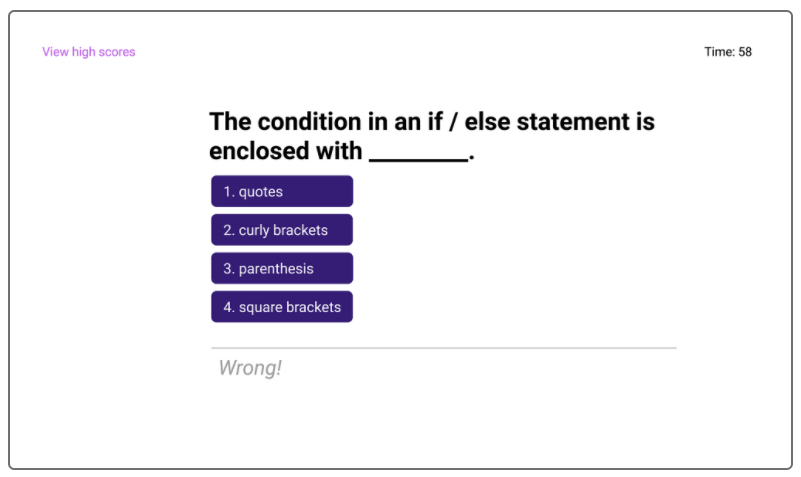 View high scores
Time: 58
The condition in an if / else statement is
enclosed with ________.
1. quotes
2. curly brackets
3. parenthesis
4. square brackets
Wrong!